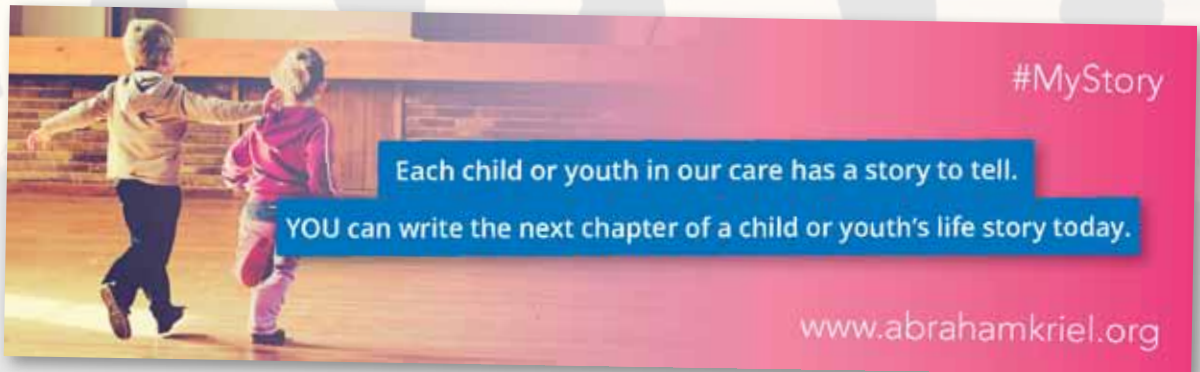 #MyStory
Each child or youth in our care has a story to tell.
YOU can write the next chapter of a child or youth's life story today.
www.abrahamkriel.org